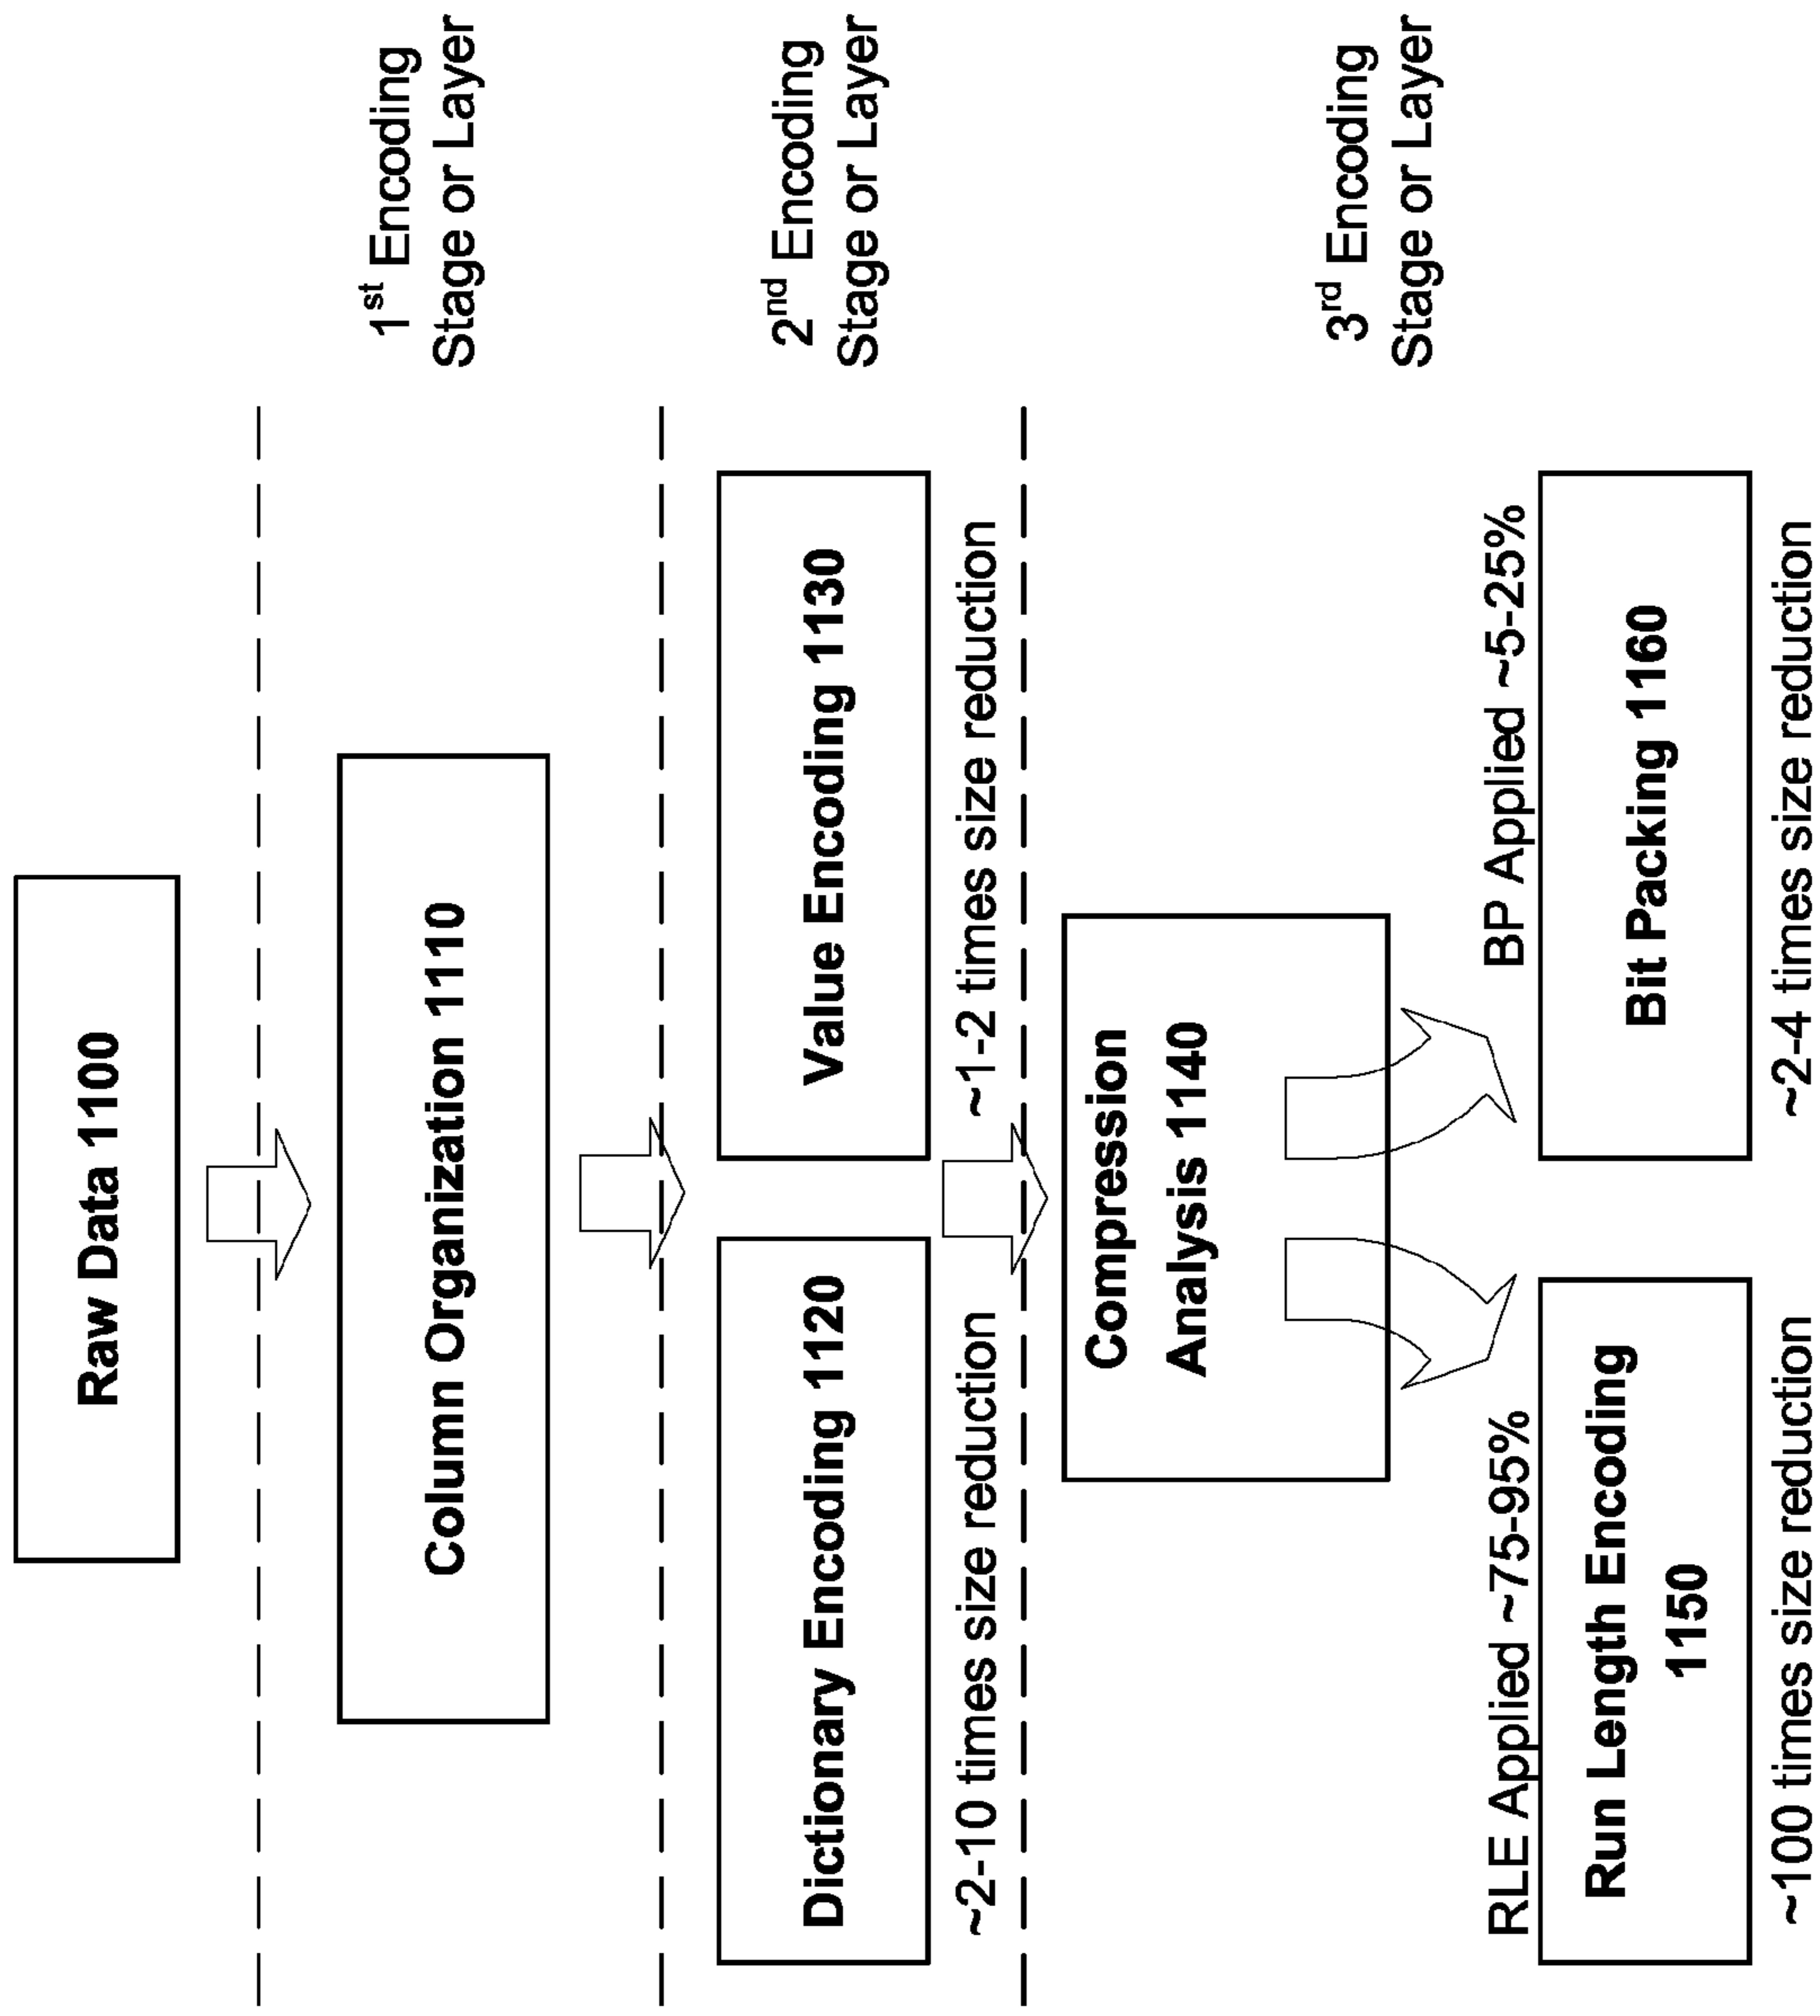 Raw Data 1100
1st Encoding
Stage or Layer
Column Organization 1110
2nd Encoding
Stage or Layer
Dictionary Encoding 1120
Value Encoding 1130
~2-10 times size reduction
~1-2 times size reduction
3rd Encoding
Stage or Layer
Compression
Analysis 1140
RLE Applied ~75-95%
BP Applied ~5-25%
Run Length Encoding
1150
Bit Packing 1160
~100 times size reduction
~2-4 times size reduction